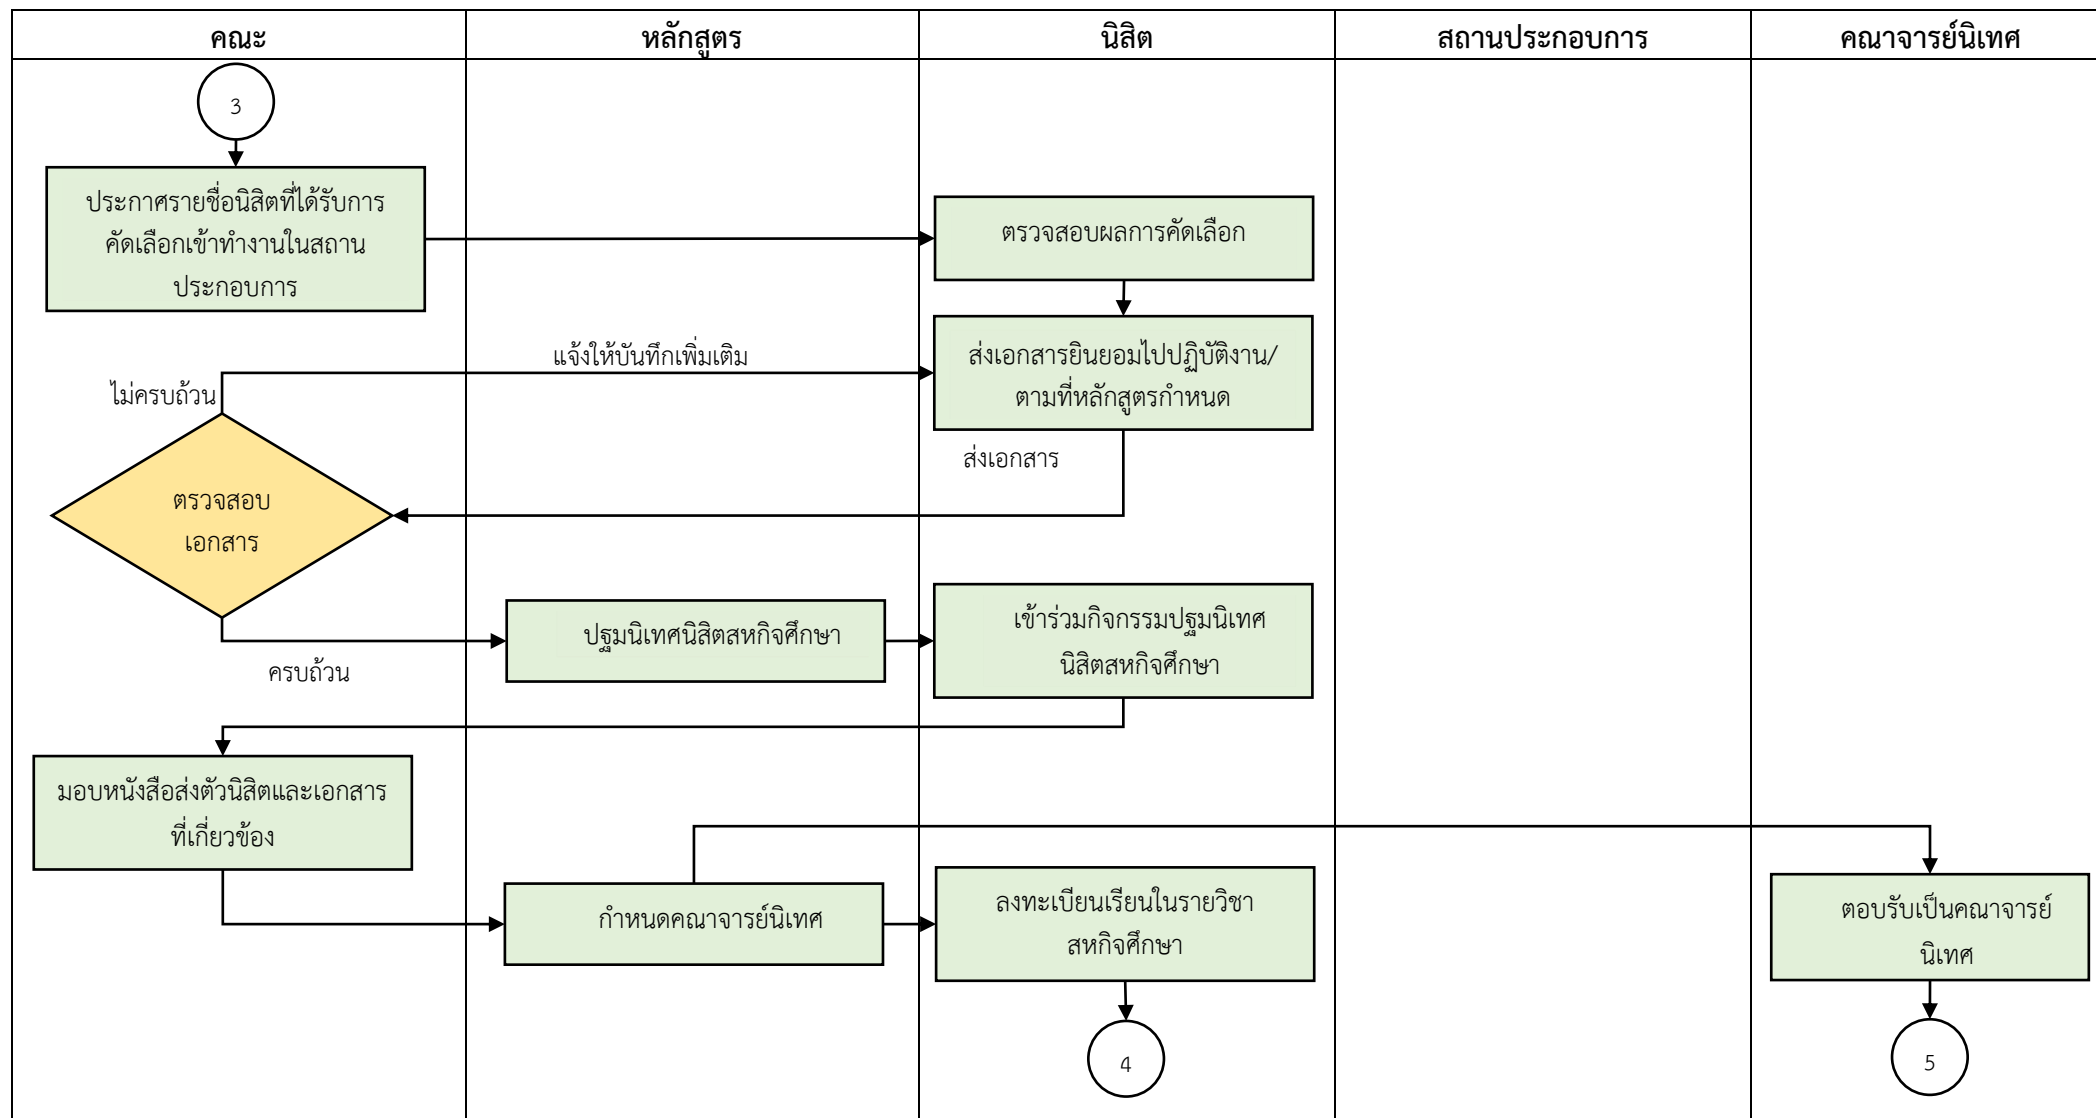 คณะ
หลักสูตร
นิสิต
สถานประกอบการ
คณาจารย์นิเทศ
3
ประกาศรายชื่อนิสิตที่ได้รับการ
คัดเลือกเข้าทำงานในสถาน
ประกอบการ
ตรวจสอบผลการคัดเลือก
แจ้งให้บันทึกเพิ่มเติม
ส่งเอกสารยินยอมไปปฏิบัติงาน/
ตามที่หลักสูตรกำหนด
ไม่ครบถ้วน
ส่งเอกสาร
ตรวจสอบ
เอกสาร
ปฐมนิเทศนิสิตสหกิจศึกษา
เข้าร่วมกิจกรรมปฐมนิเทศ
นิสิตสหกิจศึกษา
ครบถ้วน
มอบหนังสือส่งตัวนิสิตและเอกสาร
ที่เกี่ยวข้อง
กำหนดคณาจารย์นิเทศ
ลงทะเบียนเรียนในรายวิชา
สหกิจศึกษา
ตอบรับเป็นคณาจารย์
นิเทศ
4
5